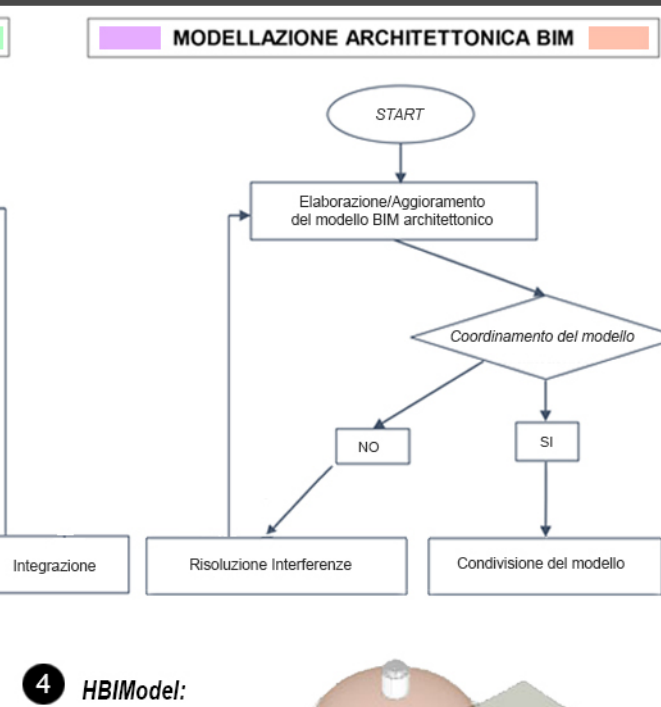 MODELLAZIONE ARCHITETTONICA BIM
START
Elaborazione/Aggioramento
del modello BIM architettonico
Coordinamento del modello
NO
SI
Integrazione
Risoluzione Interferenze
Condivisione del modello
4 HBIModel: